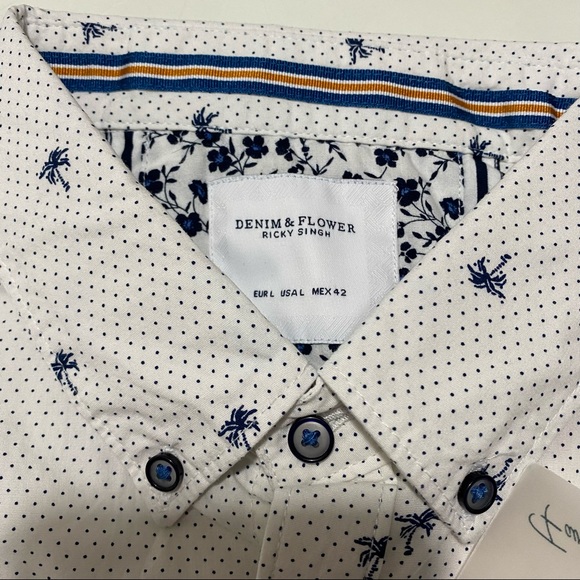 DENIM & FLOWER
RICKY SINGH
EUR L USA L MEX 42